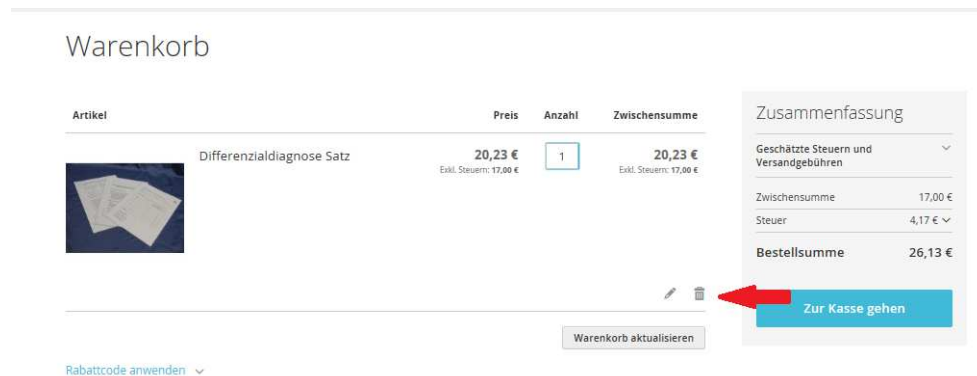 Warenkorb
Artikel Preis Anzahl Zwischensumme
Differenzialdiagnose Satz 20,23 € 1 20,23 €
Exkl. Steuern: 17,00 € Exkl. Steuern: 17,00 €
Warenkorb aktualisieren
Rabattcode anwenden
Zusammenfassung
Geschätzte Steuern und
Versandgebühren
Zwischensumme 17,00 €
Steuer 4,17 €
Bestellsumme 26,13 €
Zur Kasse gehen